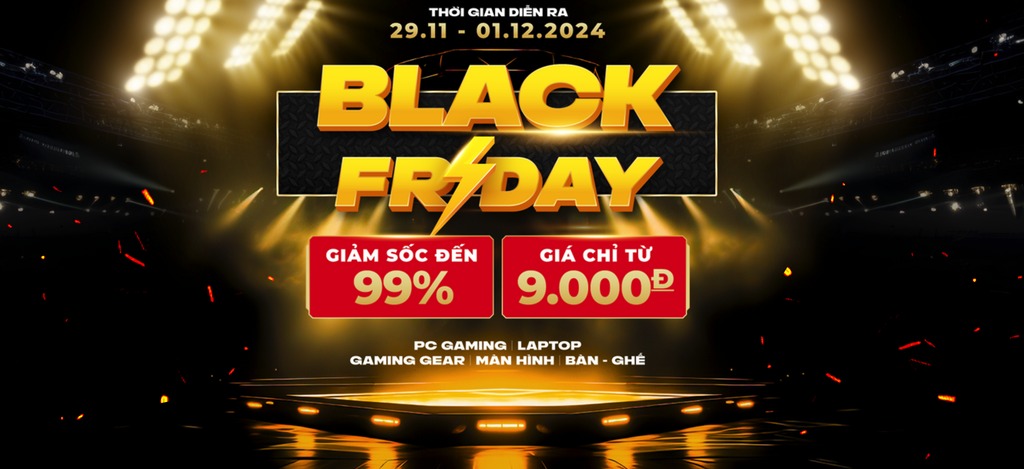 THỜI GIAN DIỄN RA
29.11 - 01.12.2024
BLACK
FRIDAY
GIẢM SỐC ĐẾN
99%
GIÁ CHỈ TỪ
9.000Đ
PC GAMING | LAPTOP
GAMING GEAR | MÀN HÌNH | BÀN - GHẾ